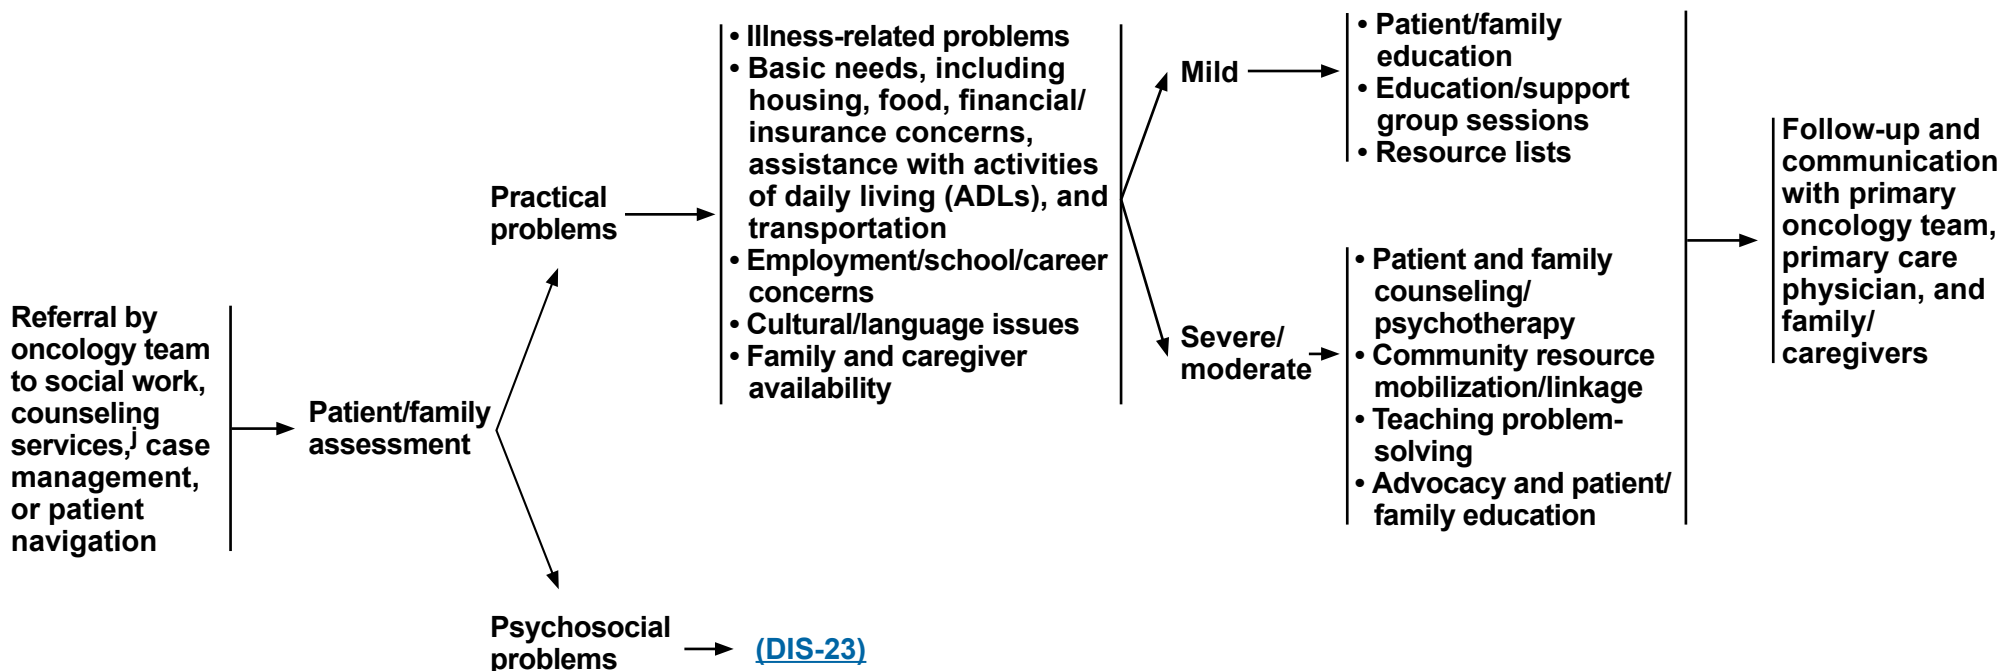 Referral by
oncology team
to social work,
counseling
services,j case
management,
or patient
navigation
Patient/family
assessment
Practical
problems
• Illness-related problems
• Basic needs, including
housing, food, financial/
insurance concerns,
assistance with activities
of daily living (ADLs), and
transportation
• Employment/school/career
concerns
• Cultural/language issues
• Family and caregiver
availability
Mild
• Patient/family
education
• Education/support
group sessions
• Resource lists
Severe/
moderate
• Patient and family
counseling/
psychotherapy
• Community resource
mobilization/linkage
• Teaching problem-
solving
• Advocacy and patient/
family education
Follow-up and
communication
with primary
oncology team,
primary care
physician, and
family/
caregivers
Psychosocial
problems
(DIS-23)